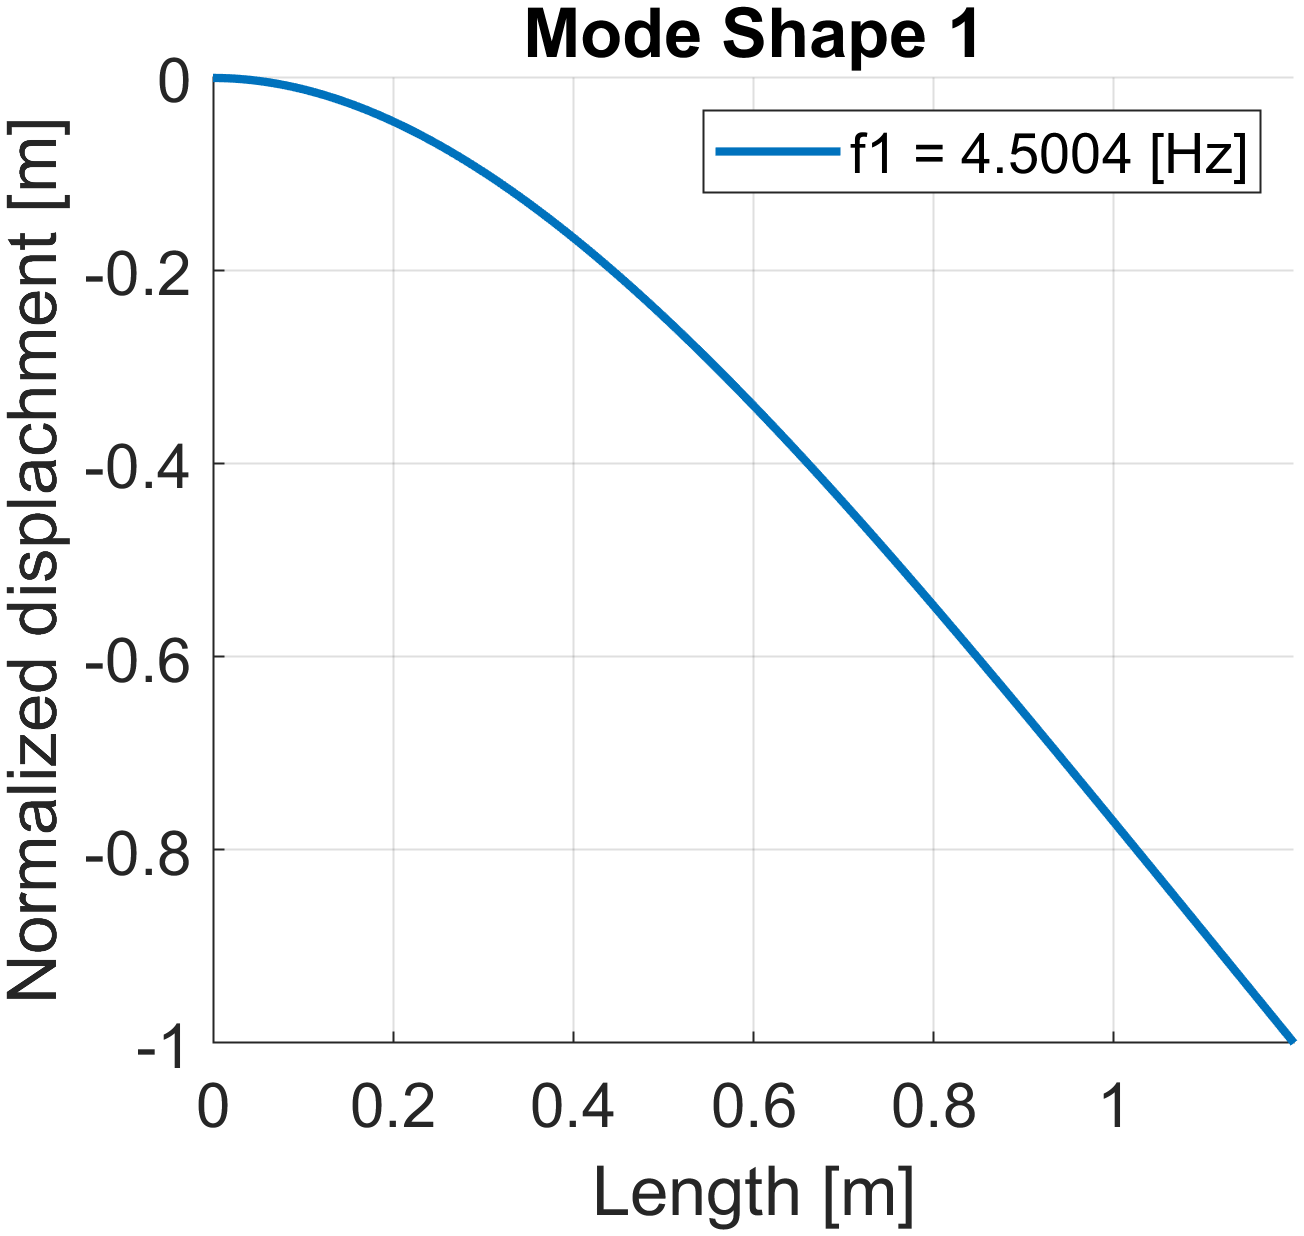 Mode Shape 1
f1 = 4.5004 [Hz]
Normalized displachment [m]
0
-0.2
-0.4
-0.6
-0.8
-1
0 0.2 0.4 0.6 0.8 1
Length [m]